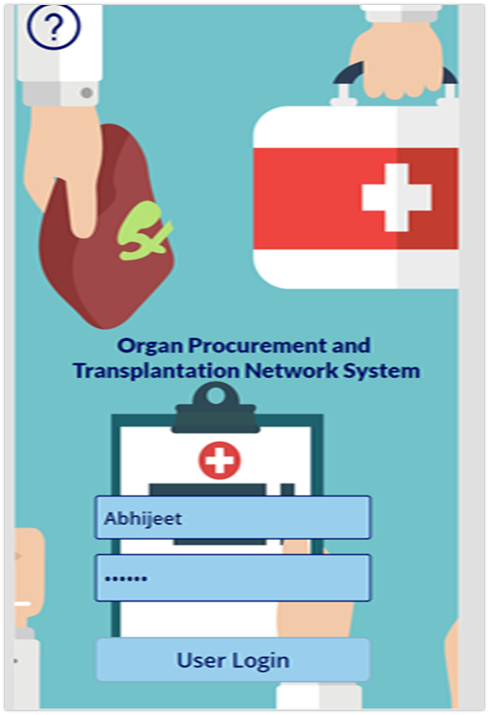 ?
Organ Procurement and
Transplantation Network System
Abhijeet
••••••
User Login